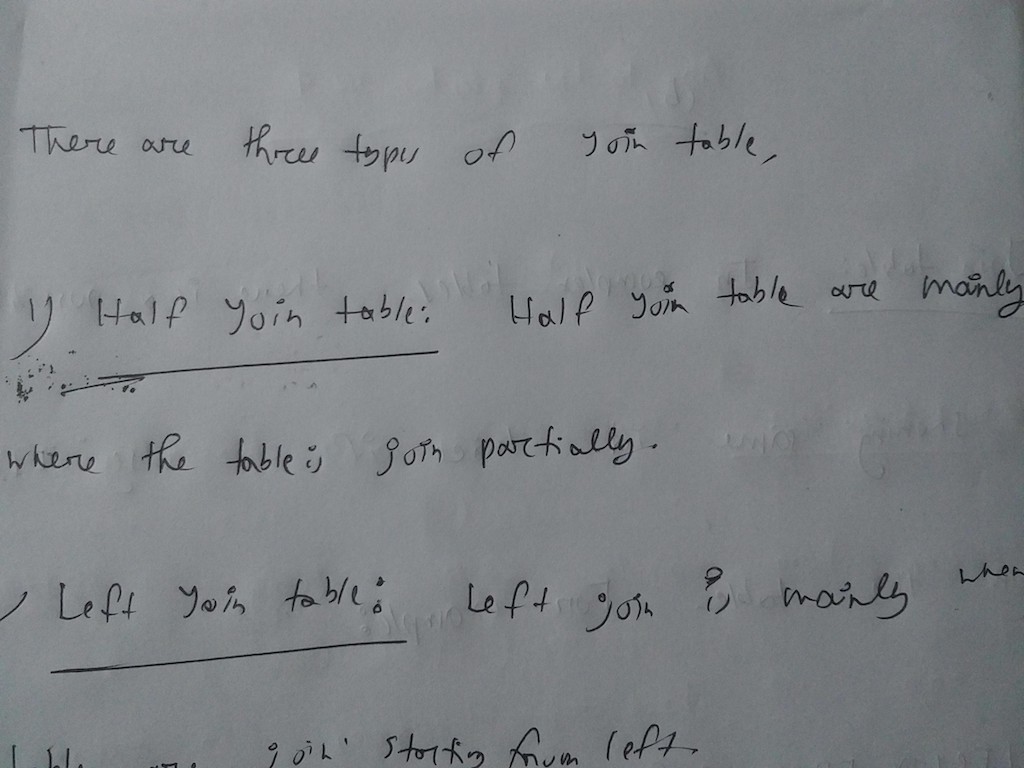 There are three types of join table,
1) Half join table: Half join table are mainly
where the table is join partially.
Left join table: Left join is mainly when
join starting from left.